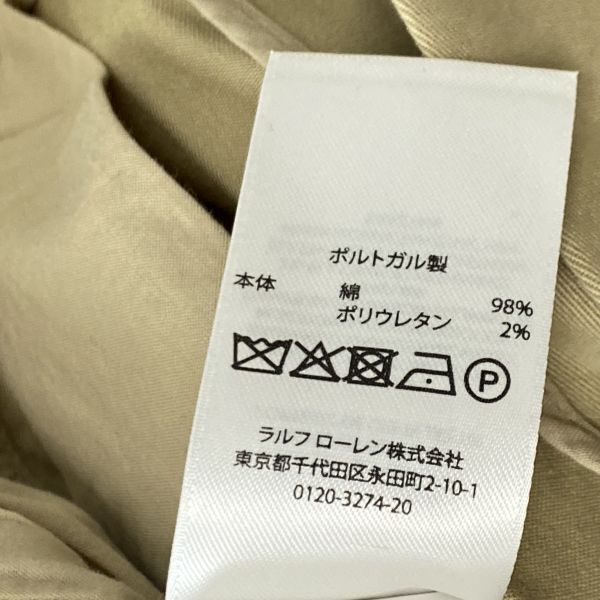 ポルトガル製
本体 綿 98%
ポリウレタン 2%
P
ラルフ ローレン株式会社
東京都千代田区永田町2-10-1
0120-3274-20